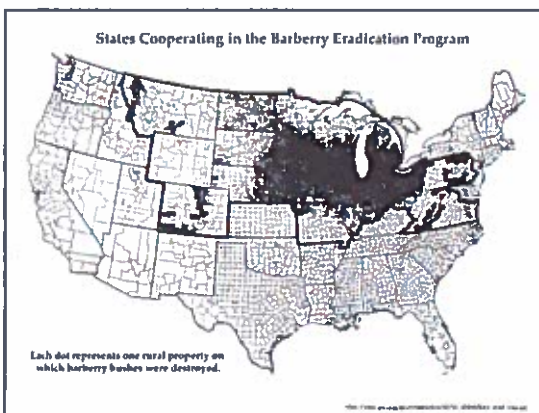 States Cooperating in the Barberry Eradication Program
Each dot represents one rural property on
which barberry bushes were destroyed.